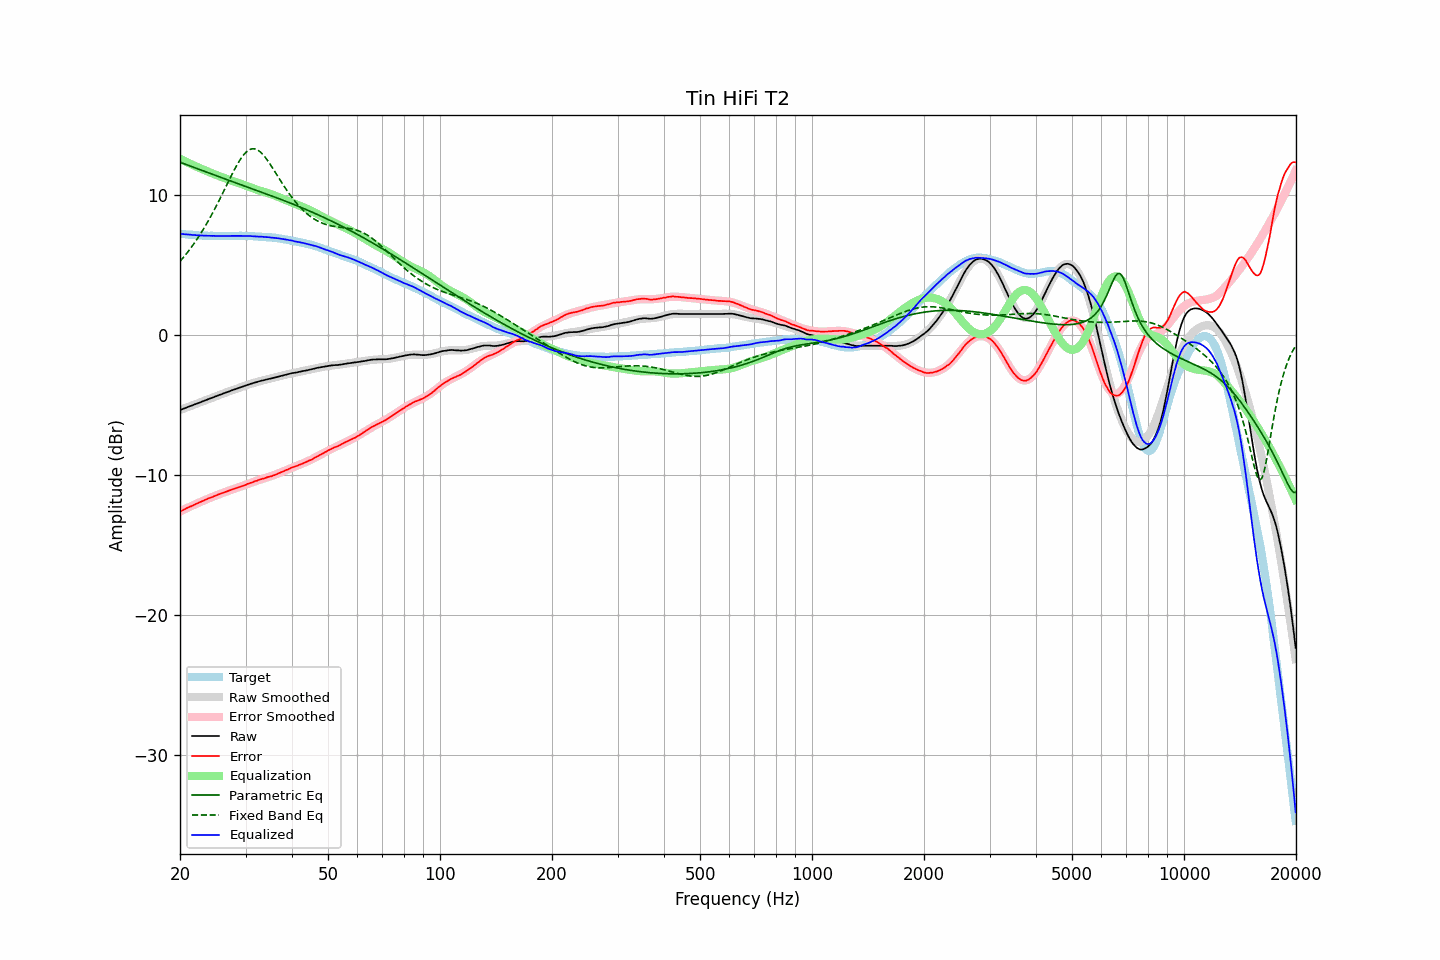 Tin HiFi T2
Amplitude (dBr)
10
0
−10
−20
−30
Target
Raw Smoothed
Error Smoothed
Raw
Error
Equalization
Parametric Eq
Fixed Band Eq
Equalized
20 50 100 200 500 1000 2000 5000 10000 20000
Frequency (Hz)